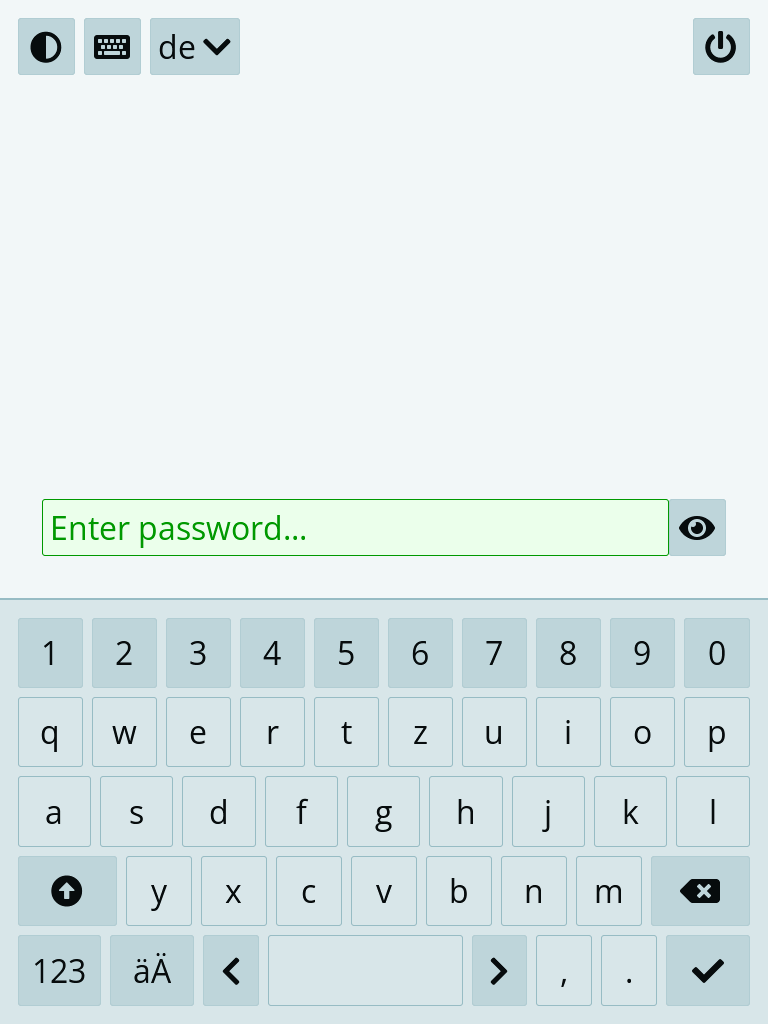 de
Enter password...
1 2 3 4 5 6 7 8 9 0
q w e r t z u i o p
a s d f g h j k l
y x c v b n m
123 äÄ , .